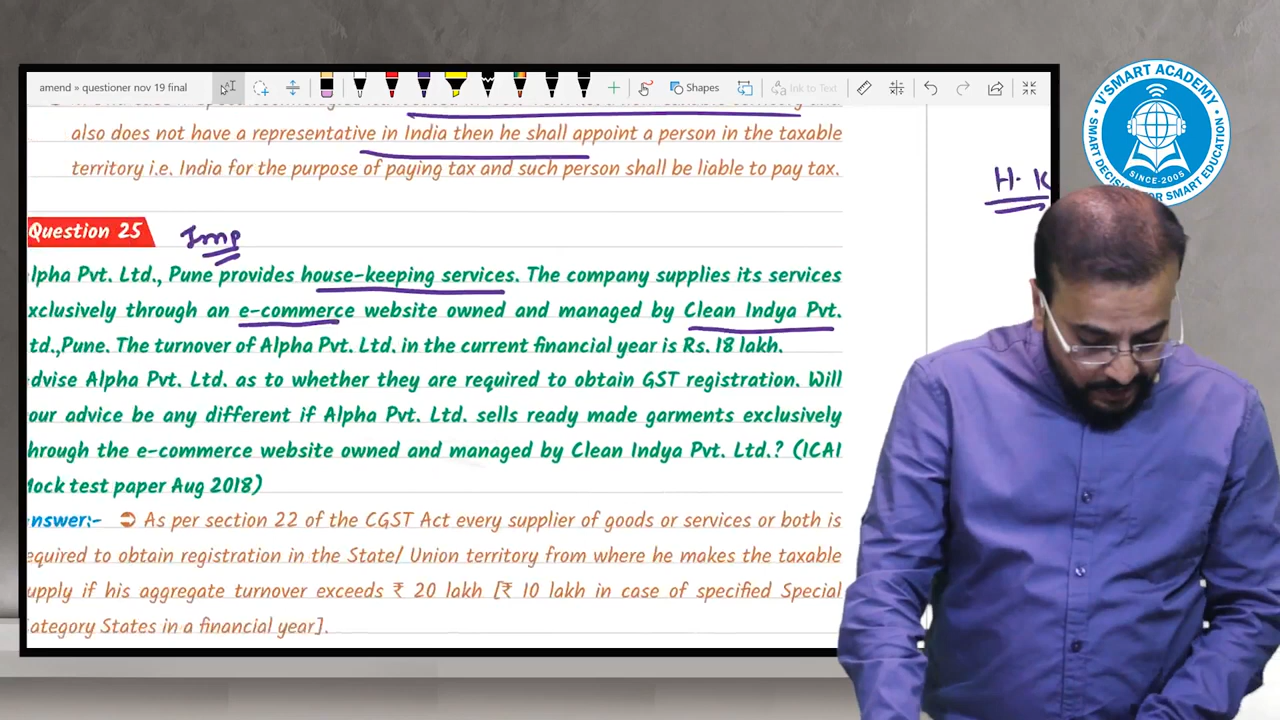 amend » questioner nov 19 final
Shapes
Ink to Text
also does not have a representative in India then he shall appoint a person in the taxable
territory i.e. India for the purpose of paying tax and such person shall be liable to pay tax.
H. K
Question 25
Imp
lpha Pvt. Ltd., Pune provides house-keeping services. The company supplies its services
xclusively through an e-commerce website owned and managed by Clean Indya Pvt.
td.,Pune. The turnover of Alpha Pvt. Ltd. in the current financial year is Rs. 18 lakh.
dvise Alpha Pvt. Ltd. as to whether they are required to obtain GST registration. Will
our advice be any different if Alpha Pvt. Ltd. sells ready made garments exclusively
hrough the e-commerce website owned and managed by Clean Indya Pvt. Ltd.? (ICAI
Mock test paper Aug 2018)
nswer:- ➲ As per section 22 of the CGST Act every supplier of goods or services or both is
equired to obtain registration in the State/ Union territory from where he makes the taxable
upply if his aggregate turnover exceeds ₹ 20 lakh [₹ 10 lakh in case of specified Special
ategory States in a financial year].
V'SMART ACADEMY
SINCE-2005